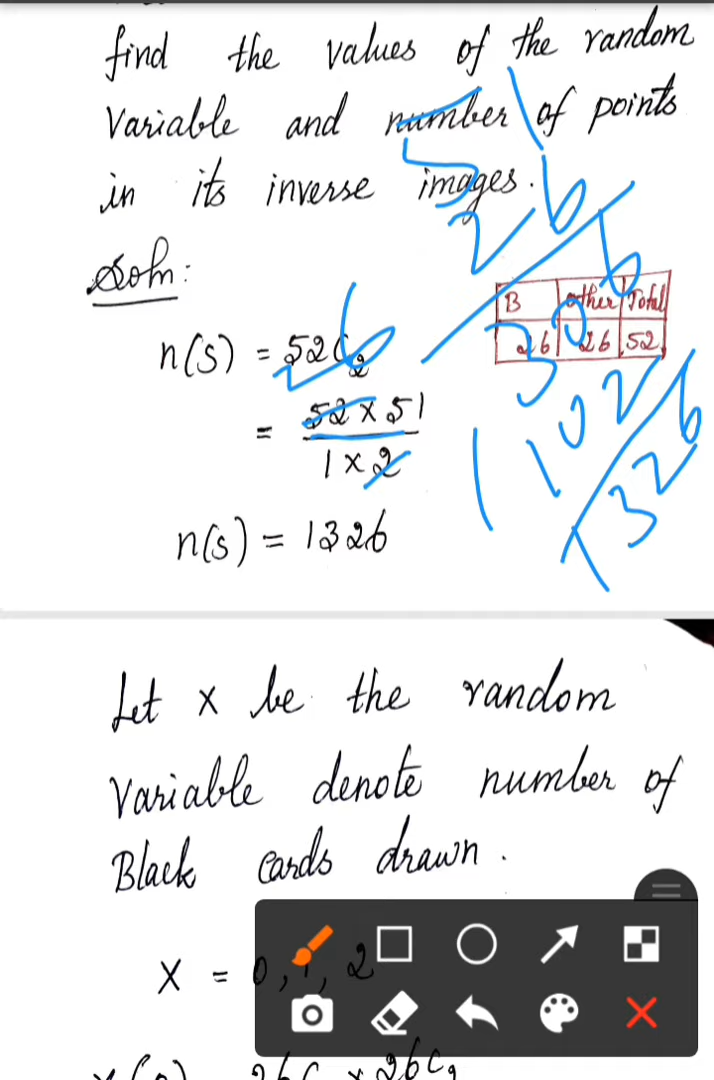 find the values of the random
Variable and number of points
in its inverse images.
Soln:
B other Total
26 26 52
n(S) = 52C₂
= 52 × 51
1 × 2
n(s) = 1326
26
1326
Let x be the random
Variable denote number of
Black Cards drawn.
X = 0, 1, 2